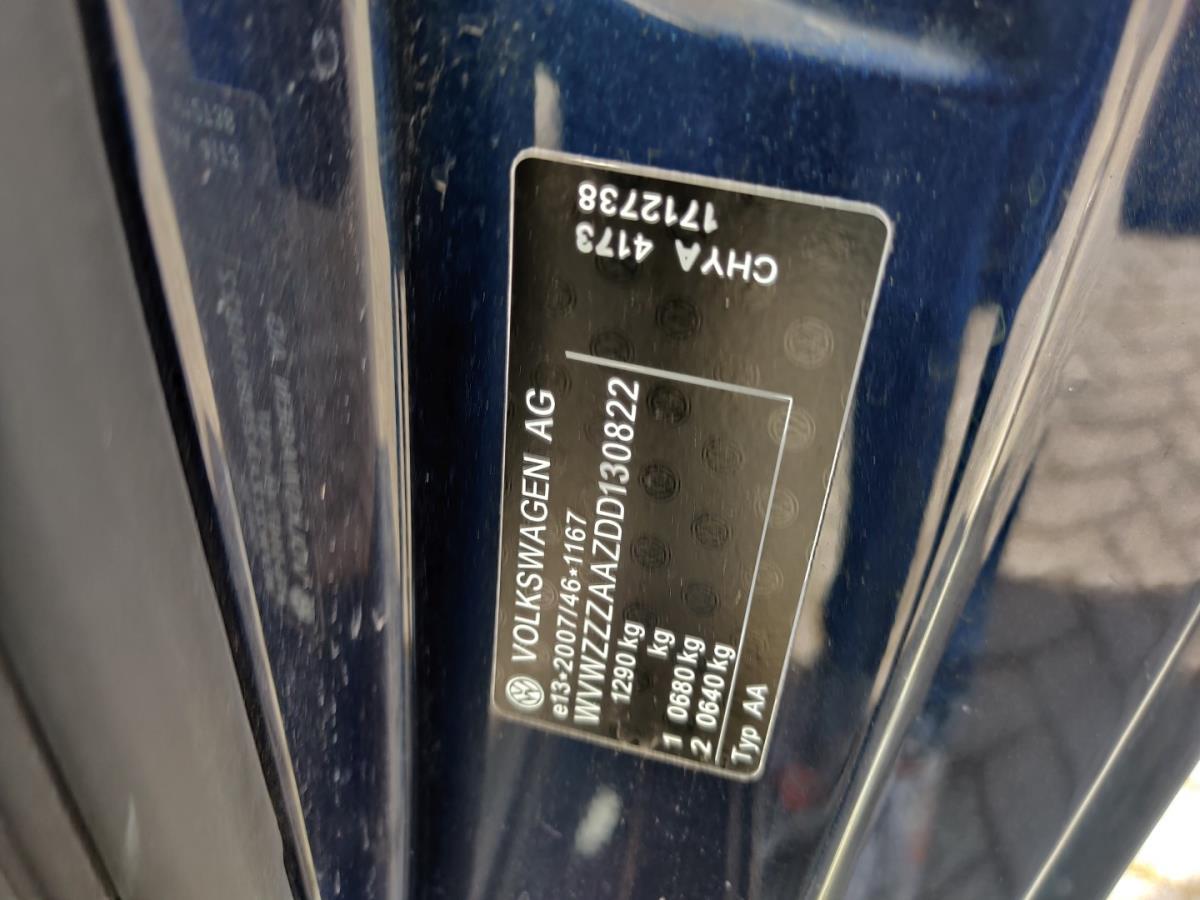 VOLKSWAGEN AG
e13*2007/46*1167
WVWZZZAAZDD130822
1290 kg
kg
1 0680 kg
2 0640 kg
Typ AA
CHYA 4173
1712738